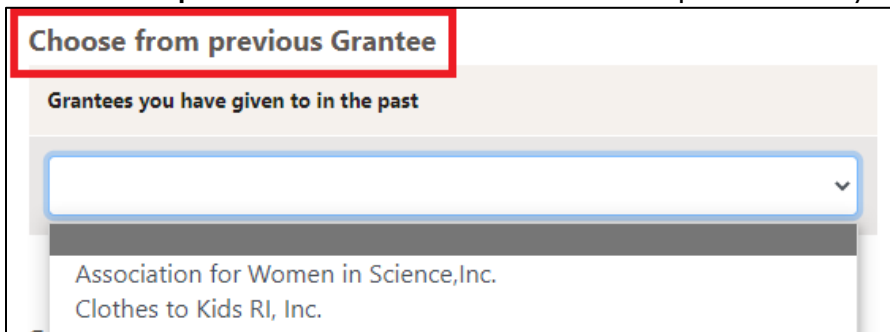 Choose from previous Grantee
Grantees you have given to in the past
Association for Women in Science,Inc.
Clothes to Kids RI, Inc.